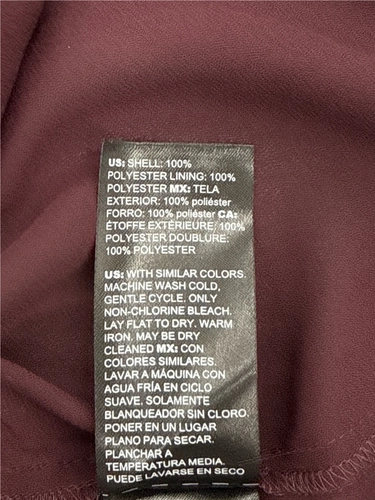 US: SHELL: 100%
POLYESTER LINING: 100%
POLYESTER MX: TELA
EXTERIOR: 100% poliéster
FORRO: 100% poliéster CA:
ÉTOFFE EXTÉRIEURE: 100%
POLYESTER DOUBLURE:
100% POLYESTER
US: WITH SIMILAR COLORS.
MACHINE WASH COLD,
GENTLE CYCLE. ONLY
NON-CHLORINE BLEACH.
LAY FLAT TO DRY. WARM
IRON. MAY BE DRY
CLEANED MX: CON
COLORES SIMILARES.
LAVAR A MÁQUINA CON
AGUA FRÍA EN CICLO
SUAVE. SOLAMENTE
BLANQUEADOR SIN CLORO.
PONER EN UN LUGAR
PLANO PARA SECAR.
PLANCHAR A
TEMPERATURA MEDIA.
PUEDE LAVARSE EN SECO